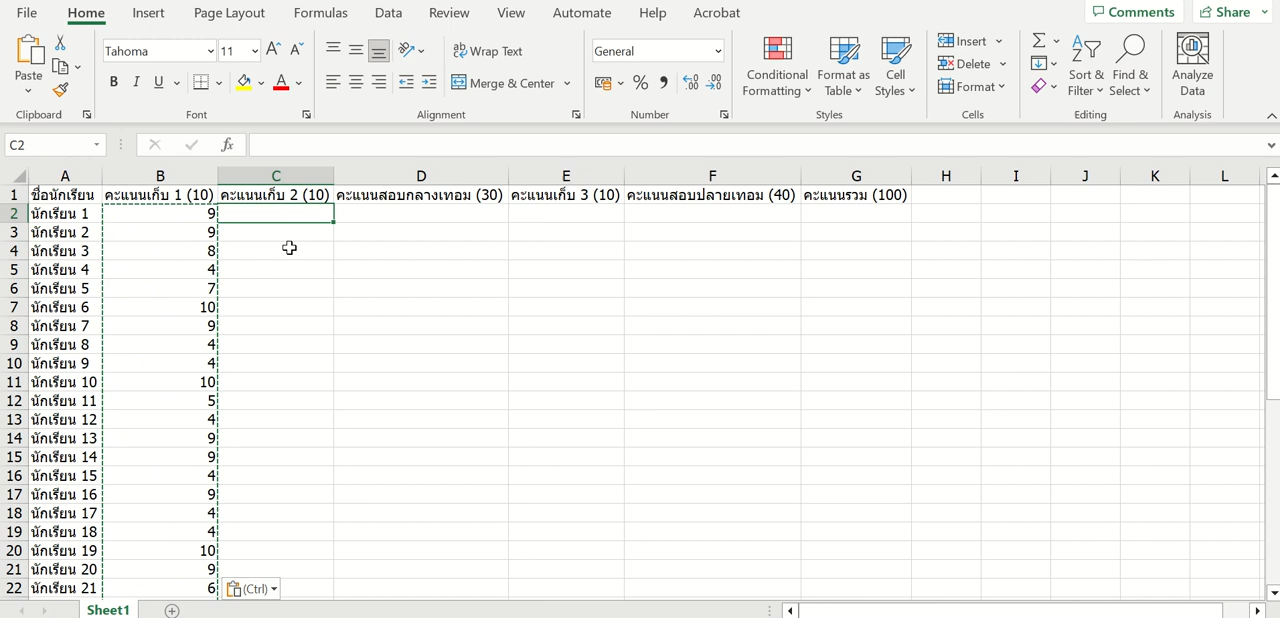 File Home Insert Page Layout Formulas Data Review View Automate Help Acrobat Comments Share
Tahoma 11 Wrap Text General Insert
Paste B I U Merge & Center % Conditional Formatting Format as Table Cell Styles Delete Sort & Filter Find & Select Analyze Data
Format
Clipboard Font Alignment Number Styles Cells Editing Analysis
C2 fx
A B C D E F G H I J K L
1 ชื่อนักเรียน คะแนนเก็บ 1 (10) คะแนนเก็บ 2 (10) คะแนนสอบกลางเทอม (30) คะแนนเก็บ 3 (10) คะแนนสอบปลายเทอม (40) คะแนนรวม (100)
2 นักเรียน 1 9
3 นักเรียน 2 9
4 นักเรียน 3 8
5 นักเรียน 4 4
6 นักเรียน 5 7
7 นักเรียน 6 10
8 นักเรียน 7 9
9 นักเรียน 8 4
10 นักเรียน 9 4
11 นักเรียน 10 10
12 นักเรียน 11 5
13 นักเรียน 12 4
14 นักเรียน 13 9
15 นักเรียน 14 9
16 นักเรียน 15 4
17 นักเรียน 16 9
18 นักเรียน 17 4
19 นักเรียน 18 4
20 นักเรียน 19 10
21 นักเรียน 20 9
22 นักเรียน 21 6 (Ctrl)
Sheet1